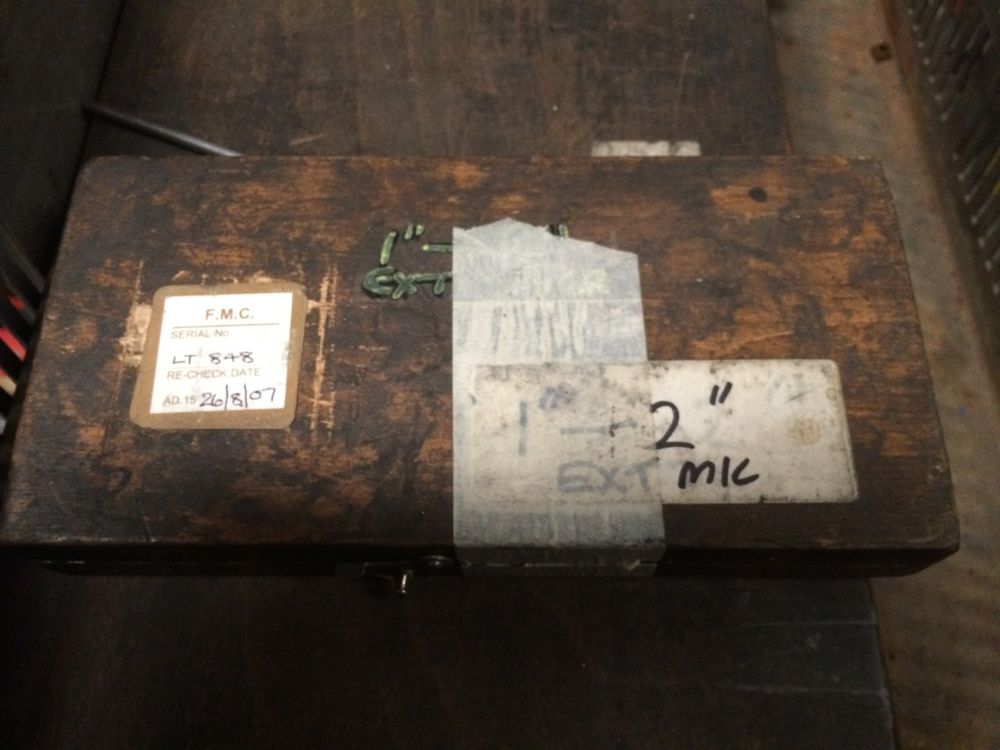 1" - "
Ext
F.M.C.
SERIAL No
LT 848
RE-CHECK DATE
AD.15 26/8/07
1" - 2"
EXT MIC